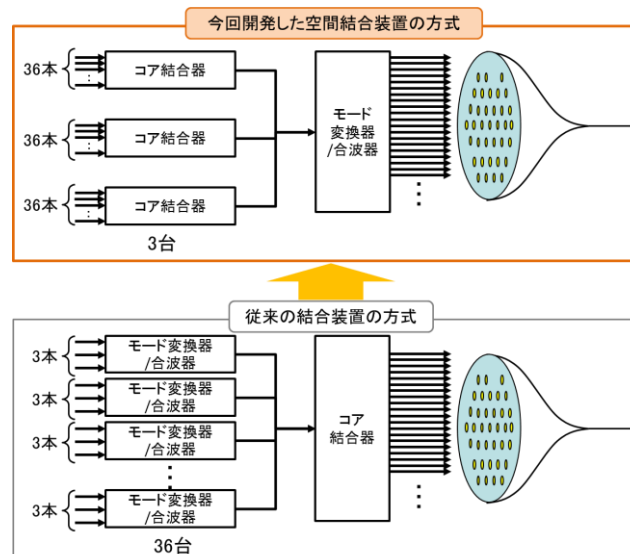 今回開発した空間結合装置の方式
36本
コア結合器
36本
コア結合器
36本
コア結合器
3台
モード
変換器
/合波器
従来の結合装置の方式
3本
モード変換器
/合波器
3本
モード変換器
/合波器
3本
モード変換器
/合波器
3本
モード変換器
/合波器
36台
コア
結合器